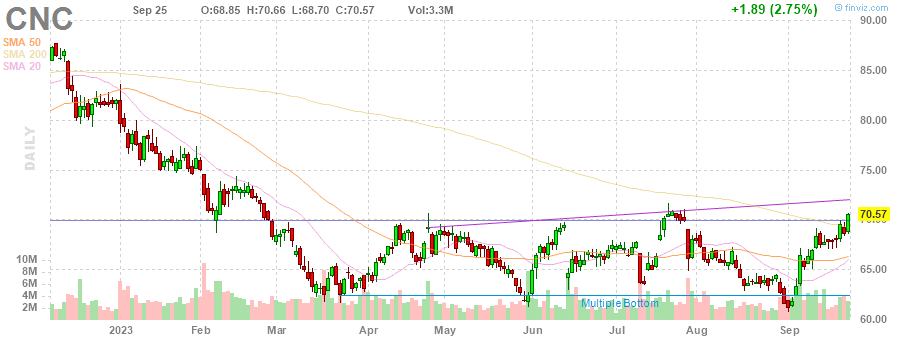 CNC
Sep 25 O:68.85 H:70.66 L:68.70 C:70.57 Vol:3.3M
+1.89 (2.75%)
finviz.com
SMA 50
SMA 200
SMA 20
DAILY
90.00
85.00
80.00
75.00
70.57
65.00
60.00
10M
8M
6M
4M
2M
Multiple Bottom
2023 Feb Mar Apr May Jun Jul Aug Sep